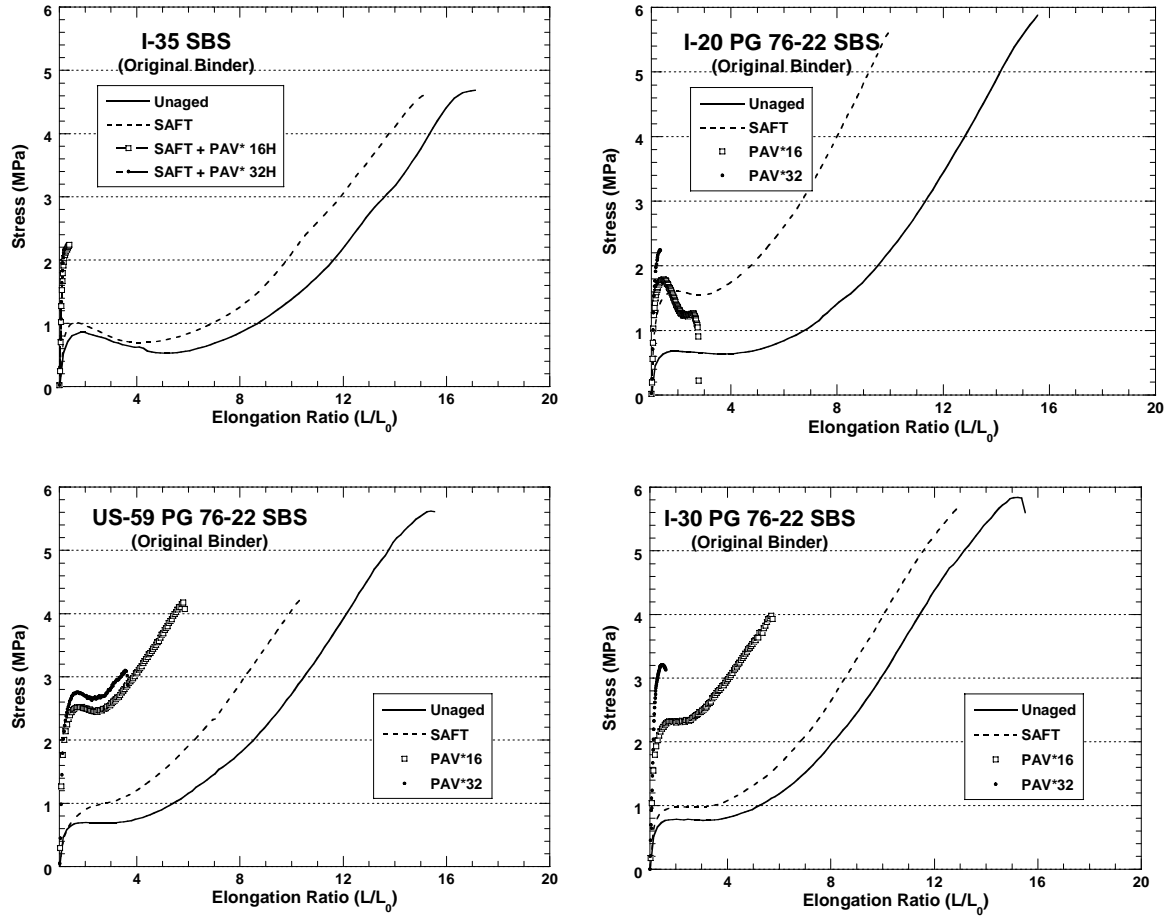 I-35 SBS
(Original Binder)
Unaged
SAFT
SAFT + PAV* 16H
SAFT + PAV* 32H
Stress (MPa)
0
1
2
3
4
5
6
4
8
12
16
20
Elongation Ratio (L/L0)
I-20 PG 76-22 SBS
(Original Binder)
Unaged
SAFT
PAV*16
PAV*32
Stress (MPa)
0
1
2
3
4
5
6
4
8
12
16
20
Elongation Ratio (L/L0)
US-59 PG 76-22 SBS
(Original Binder)
Unaged
SAFT
PAV*16
PAV*32
Stress (MPa)
0
1
2
3
4
5
6
4
8
12
16
20
Elongation Ratio (L/L0)
I-30 PG 76-22 SBS
(Original Binder)
Unaged
SAFT
PAV*16
PAV*32
Stress (MPa)
0
1
2
3
4
5
6
4
8
12
16
20
Elongation Ratio (L/L0)